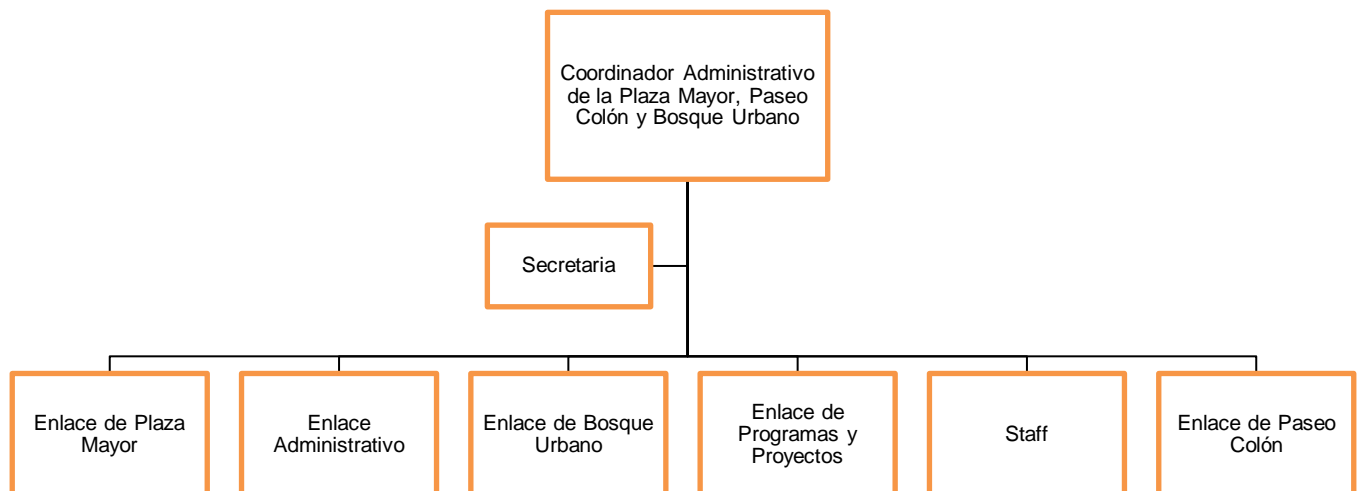 Coordinador Administrativo
de la Plaza Mayor, Paseo
Colón y Bosque Urbano
Secretaria
Enlace de Plaza
Mayor
Enlace
Administrativo
Enlace de Bosque
Urbano
Enlace de
Programas y
Proyectos
Staff
Enlace de Paseo
Colón